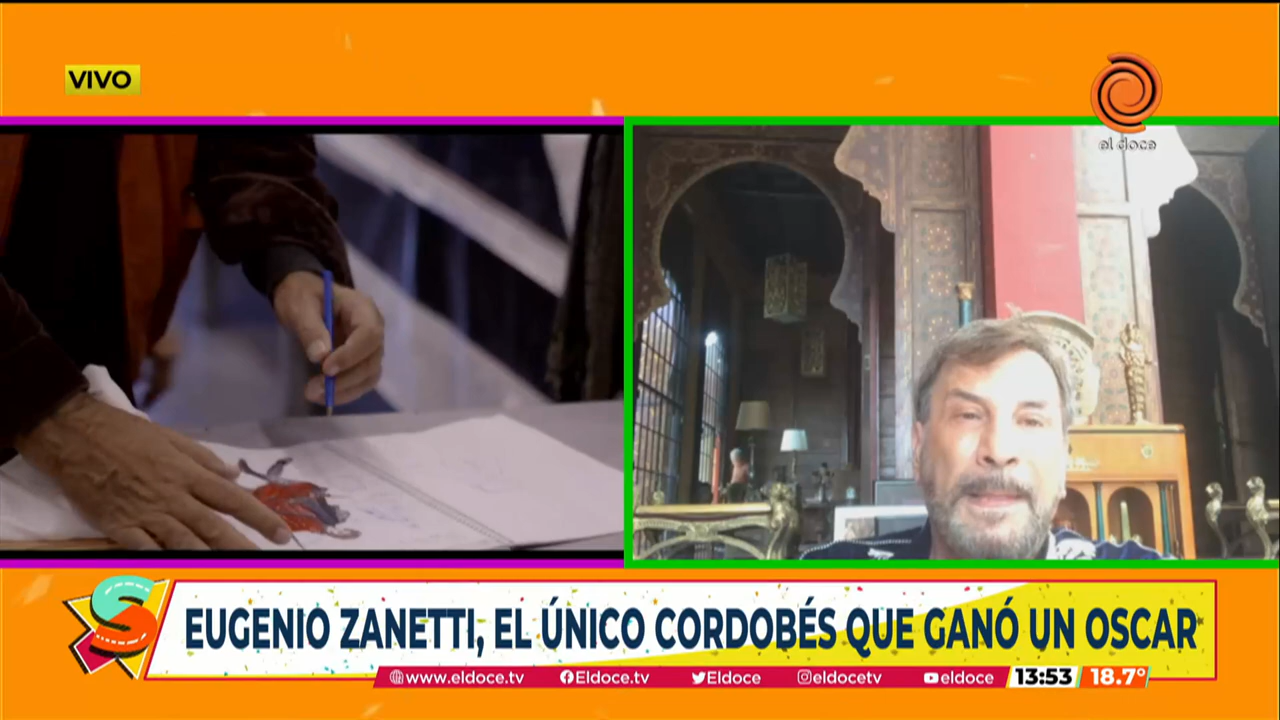 VIVO
el doce
S
EUGENIO ZANETTI, EL ÚNICO CORDOBÉS QUE GANÓ UN OSCAR
www.eldoce.tv Eldoce.tv Eldoce eldocetv eldoce 13:53 18.7°